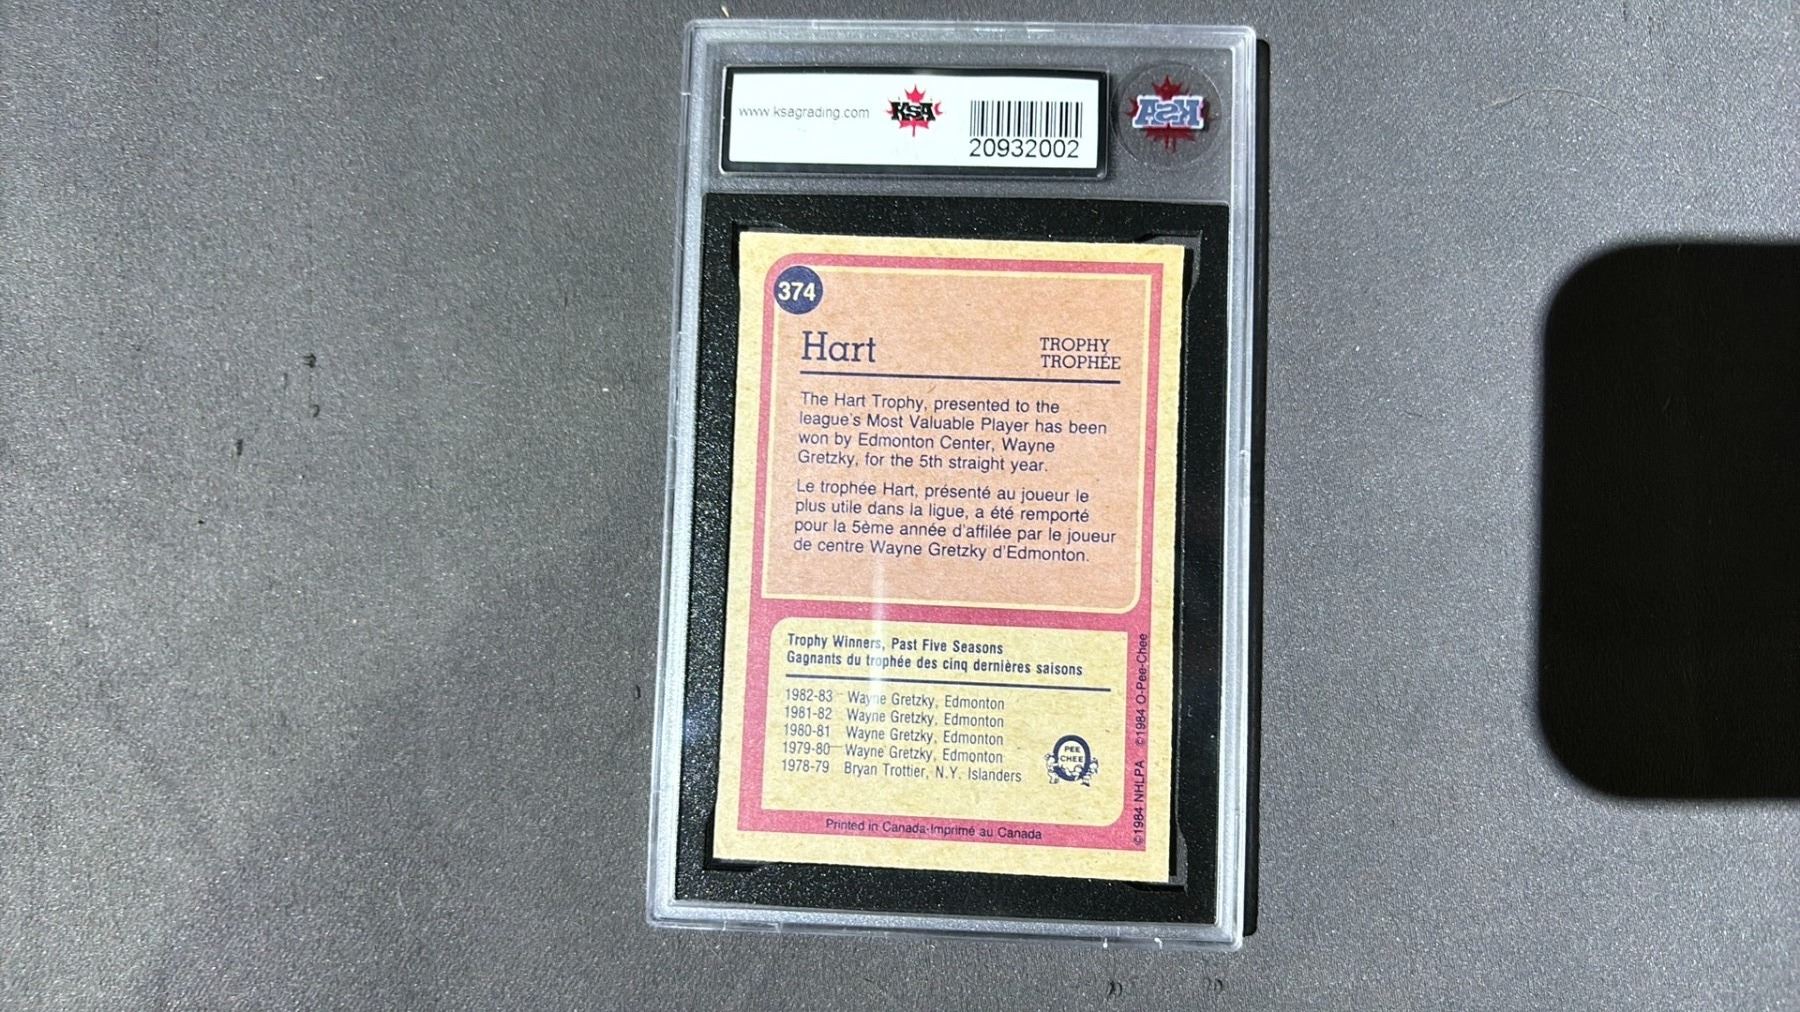 www.ksagrading.com
KSA
20932002
KSA
374
Hart
TROPHY
TROPHÉE
The Hart Trophy, presented to the
league's Most Valuable Player has been
won by Edmonton Center, Wayne
Gretzky, for the 5th straight year.
Le trophée Hart, présenté au joueur le
plus utile dans la ligue, a été remporté
pour la 5ème année d'affilée par le joueur
de centre Wayne Gretzky d'Edmonton.
Trophy Winners, Past Five Seasons
Gagnants du trophée des cinq dernières saisons
1982-83 Wayne Gretzky, Edmonton
1981-82 Wayne Gretzky, Edmonton
1980-81 Wayne Gretzky, Edmonton
1979-80 Wayne Gretzky, Edmonton
1978-79 Bryan Trottier, N.Y. Islanders
O
PEE
CHEE
Printed in Canada-Imprimé au Canada
©1984 NHLPA ©1984 O-Pee-Chee